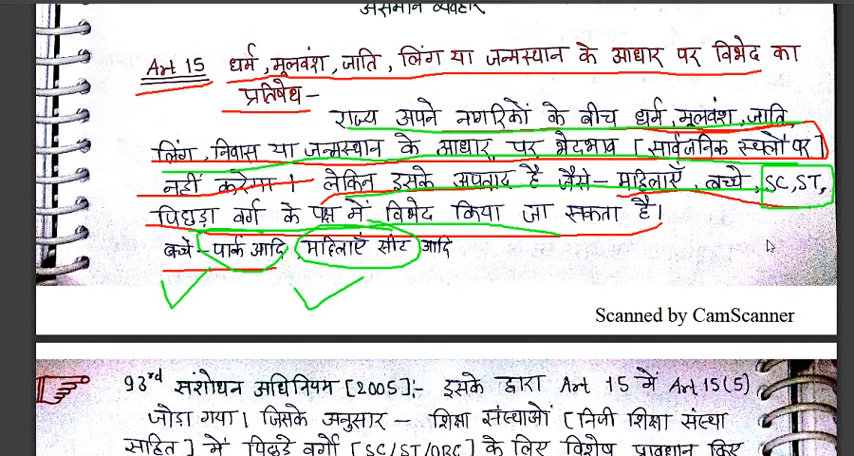 असमान व्यवहार
Art 15 धर्म, मूलवंश, जाति, लिंग या जन्मस्थान के आधार पर विभेद का
प्रतिषेध –
राज्य अपने नागरिकों के बीच धर्म, मूलवंश, जाति,
लिंग, निवास या जन्मस्थान के आधार पर भेदभाव [सार्वजनिक स्थलों पर]
नहीं करेगा। लेकिन इसके अपवाद है जैसे – महिलाएँ, बच्चे, SC, ST,
पिछड़ा वर्ग के पक्ष में विभेद किया जा सकता है।
बच्चे – पार्क आदि, महिलाएँ सीट आदि
Scanned by CamScanner
93rd संशोधन अधिनियम [2005]:- इसके द्वारा Art 15 में Art 15(5)
जोड़ा गया। जिसके अनुसार – शिक्षा संस्थाओं [निजी शिक्षा संस्था
सहित] में पिछड़े वर्गों [SC/ST/OBC] के लिए विशेष प्रावधान किए